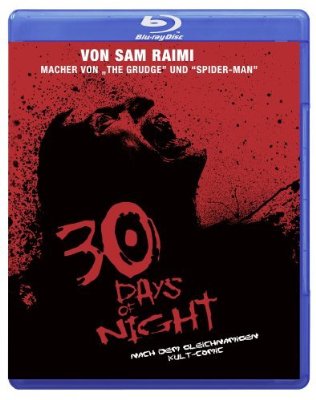 Blu-ray Disc
VON SAM RAIMI
MACHER VON „THE GRUDGE” UND “SPIDER-MAN”
30
DAYS
OF
NIGHT
NACH DEM GLEICHNAMIGEN
KULT-COMIC